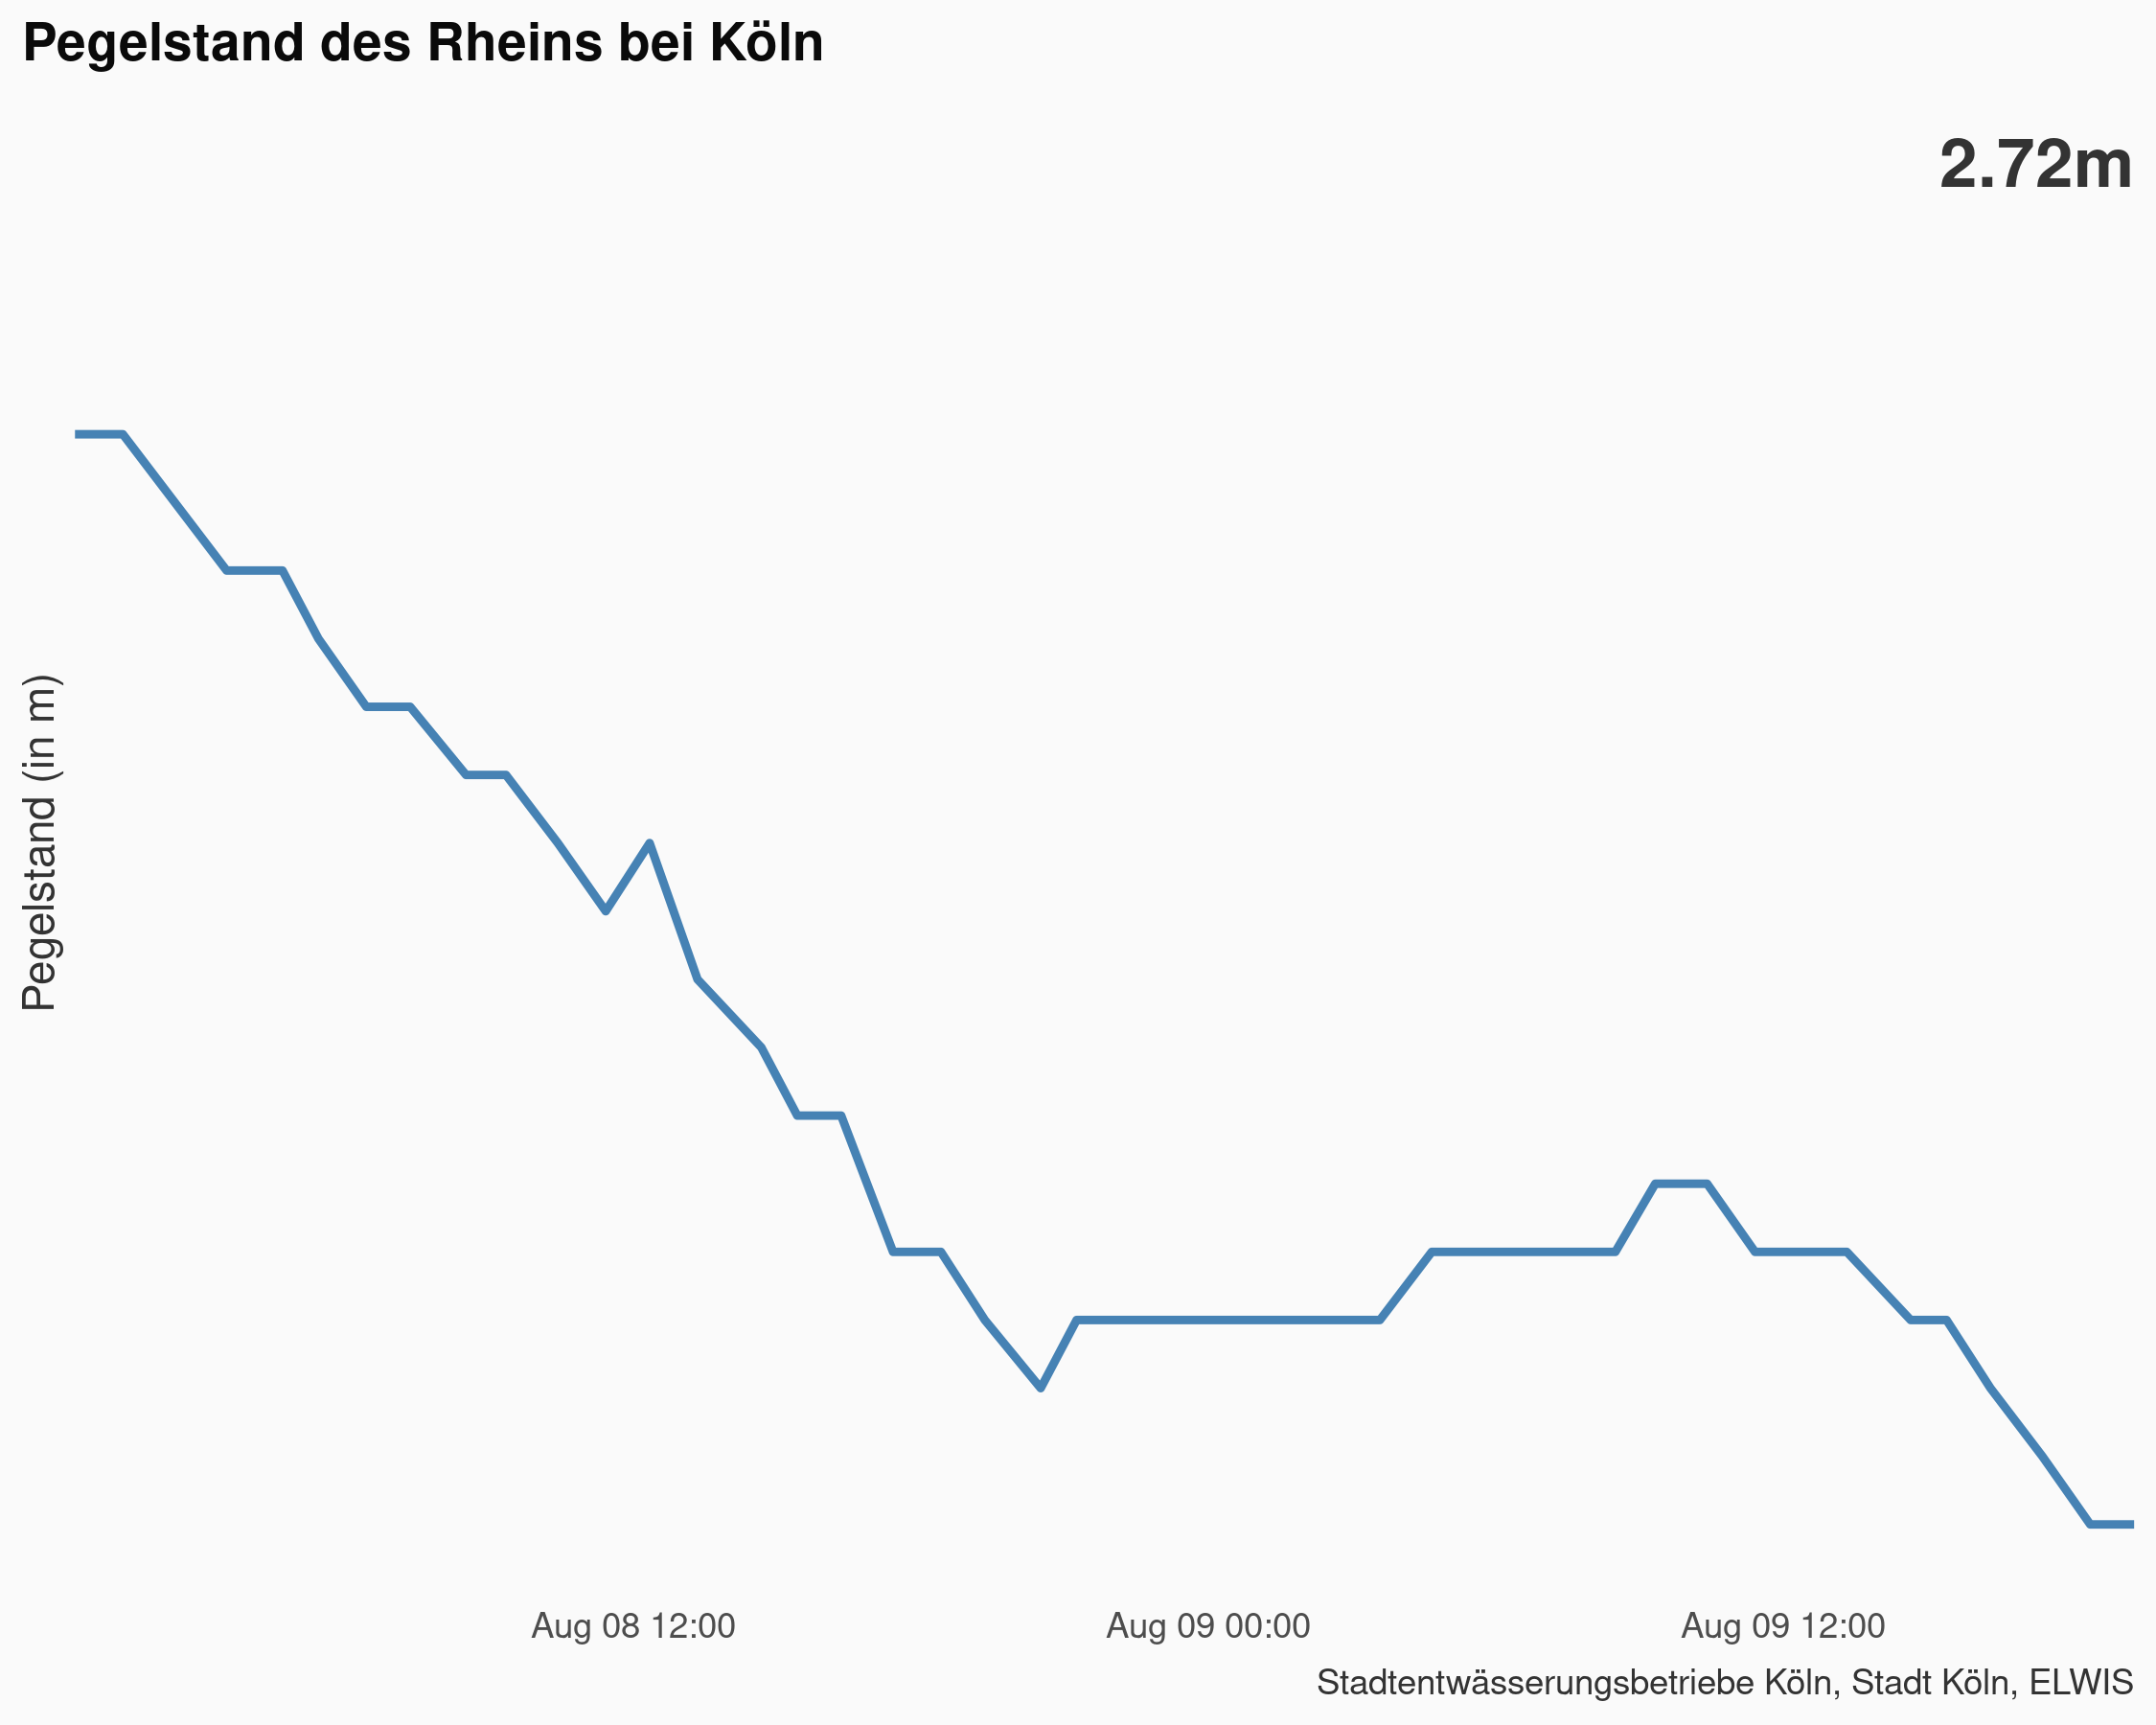 Pegelstand des Rheins bei Köln
2.72m
Pegelstand (in m)
Aug 08 12:00
Aug 09 00:00
Aug 09 12:00
Stadtentwässerungsbetriebe Köln, Stadt Köln, ELWIS